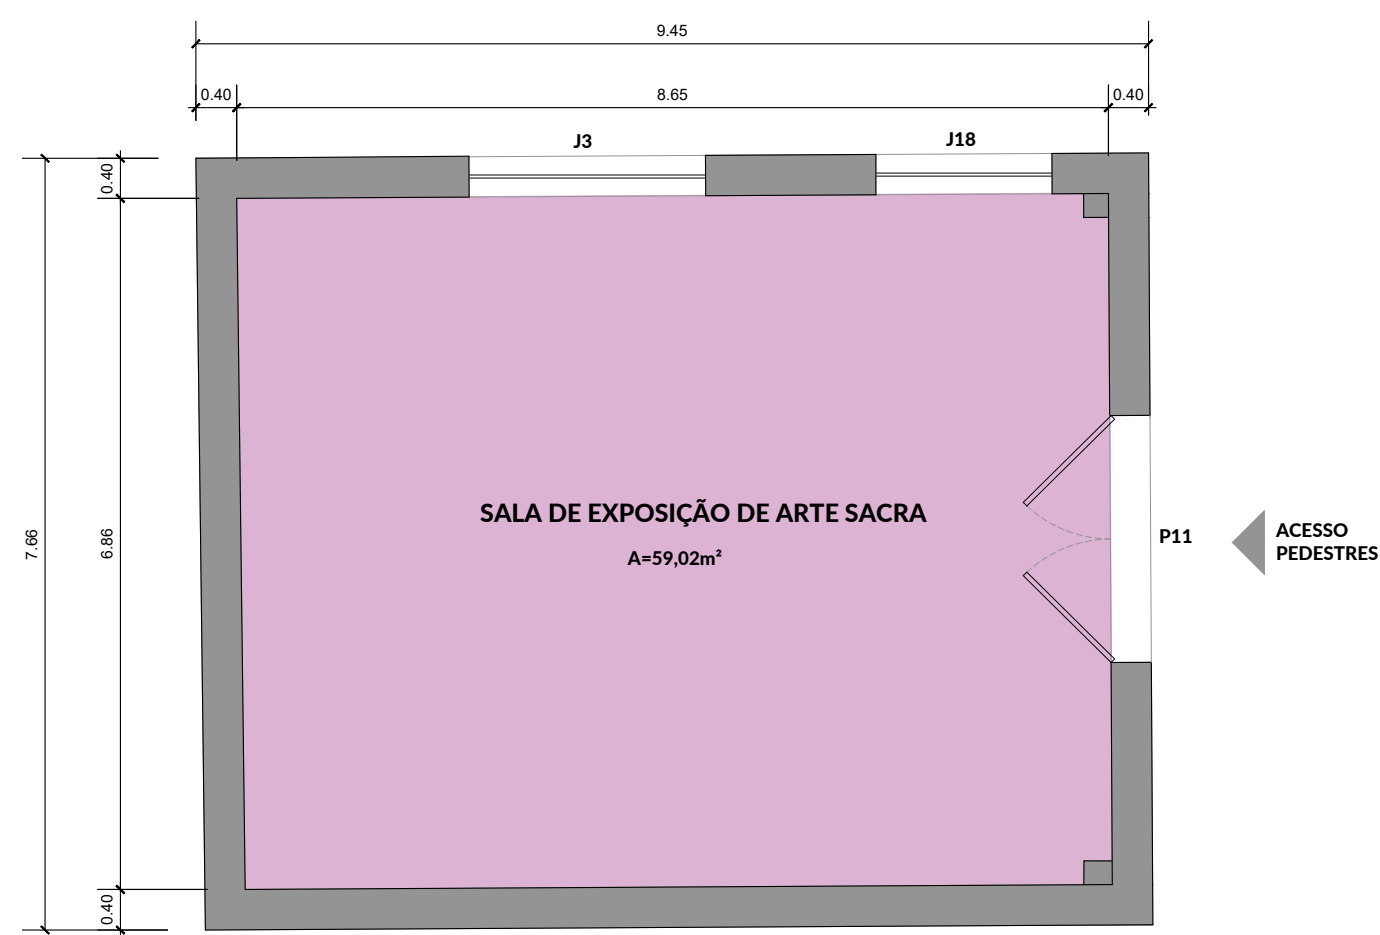 9.45
0.40
8.65
0.40
J3
J18
0.40
7.66
6.86
0.40
SALA DE EXPOSIÇÃO DE ARTE SACRA
A=59,02m²
P11
ACESSO
PEDESTRES